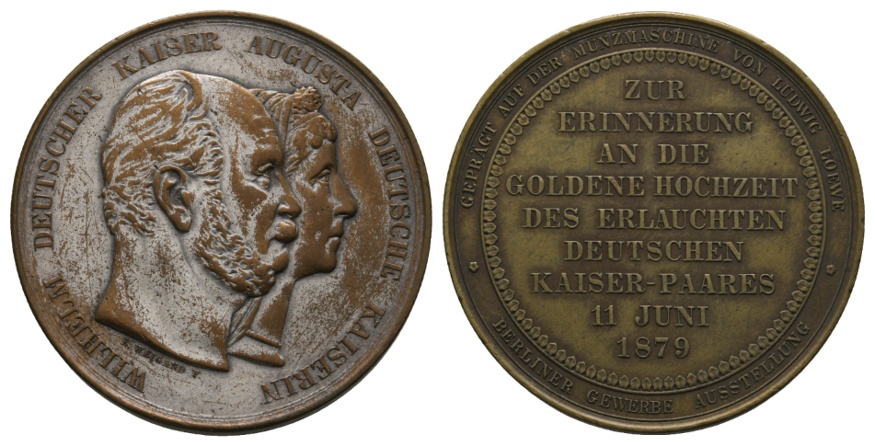 WILHELM DEUTSCHER KAISER AUGUSTA DEUTSCHE KAISERIN
WEIGAND F.
GEPRÄGT AUF DER MÜNZMASCHINE VON LUDWIG LOEWE
ZUR
ERINNERUNG
AN DIE
GOLDENE HOCHZEIT
DES ERLAUCHTEN
DEUTSCHEN
KAISER-PAARES
11 JUNI
1879
BERLINER GEWERBE AUSSTELLUNG